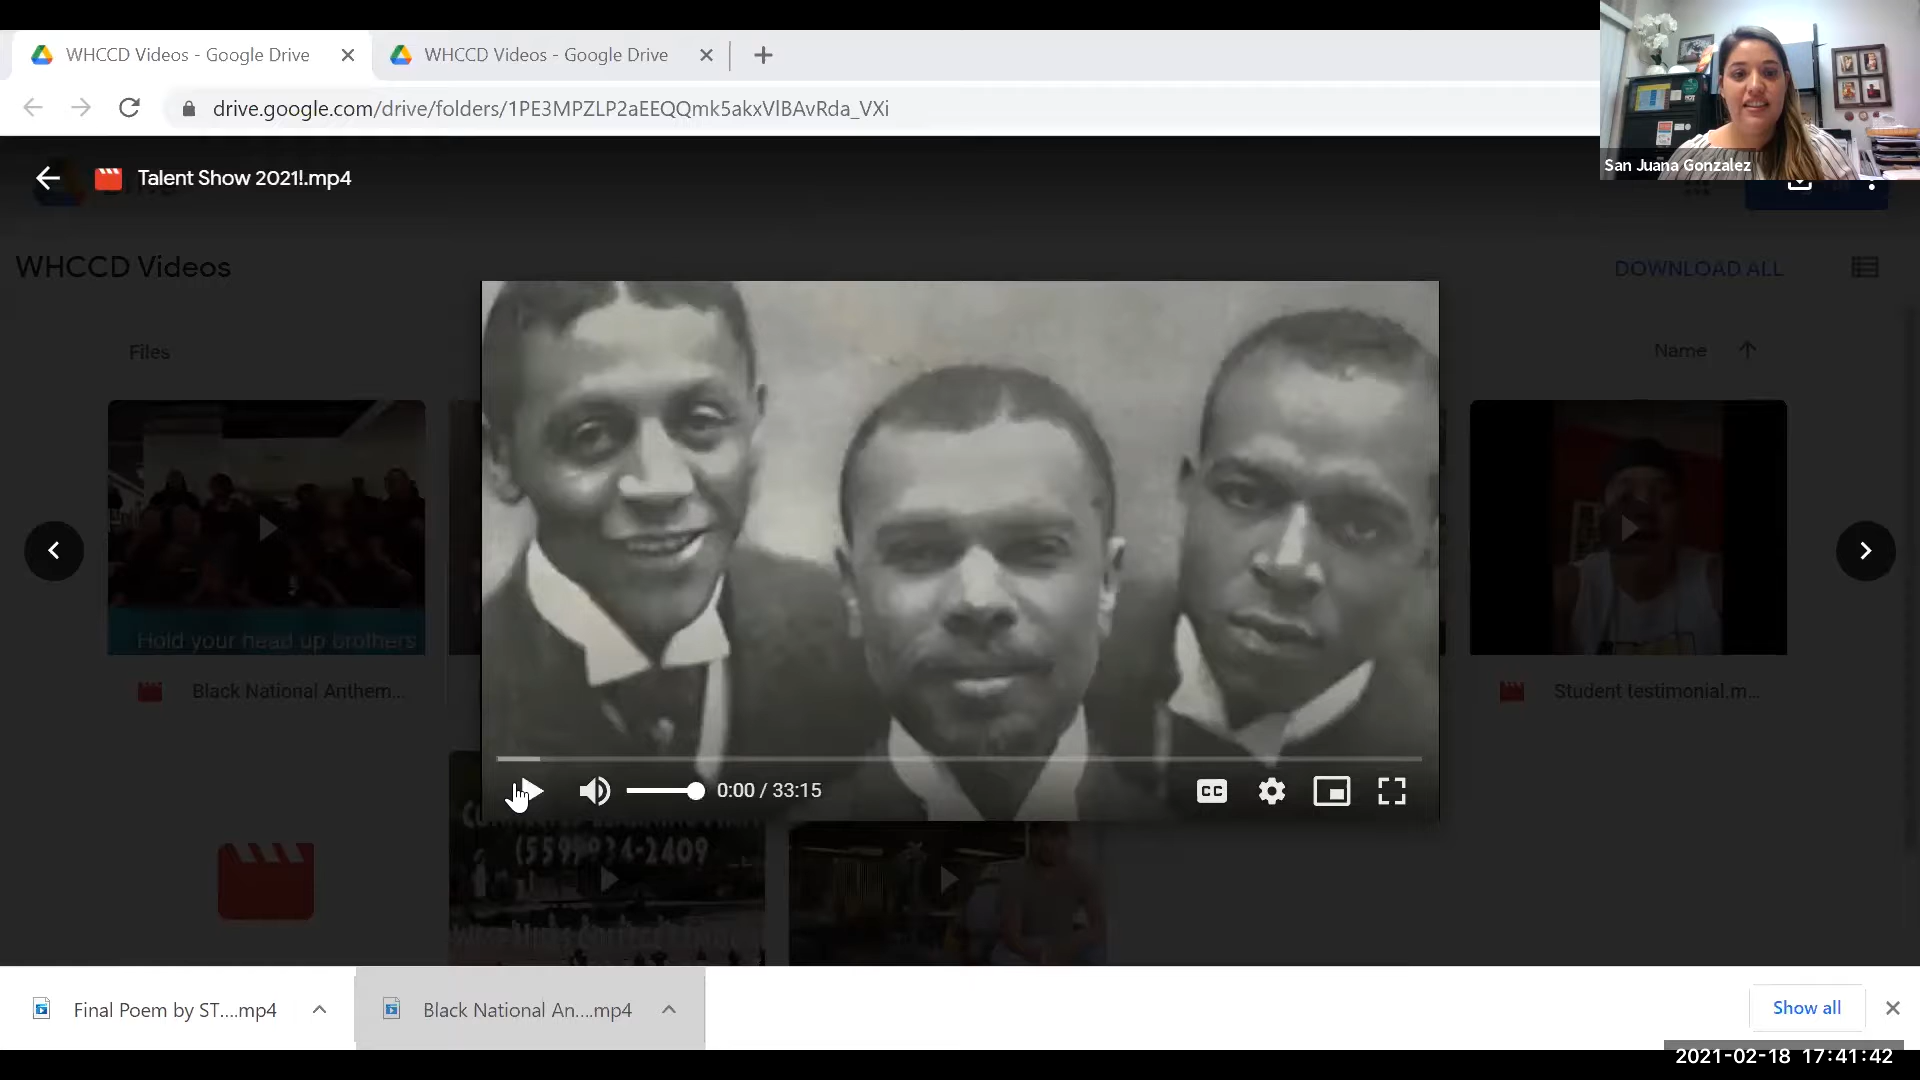 WHCCD Videos - Google Drive
WHCCD Videos - Google Drive
drive.google.com/drive/folders/1PE3MPZLP2aEEQQmk5akxVlBAvRda_VXi
San Juana Gonzalez
Talent Show 2021!.mp4
WHCCD Videos
DOWNLOAD ALL
Files
Name
Hold your head up brothers
Black National Anthem...
Student testimonial.m...
0:00 / 33:15
CC
(559) 934-2409
Final Poem by ST....mp4
Black National An....mp4
Show all
2021-02-18 17:41:42